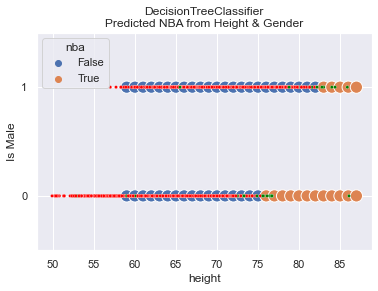 DecisionTreeClassifier
Predicted NBA from Height & Gender
nba
False
True
1
0
Is Male
50 55 60 65 70 75 80 85
height